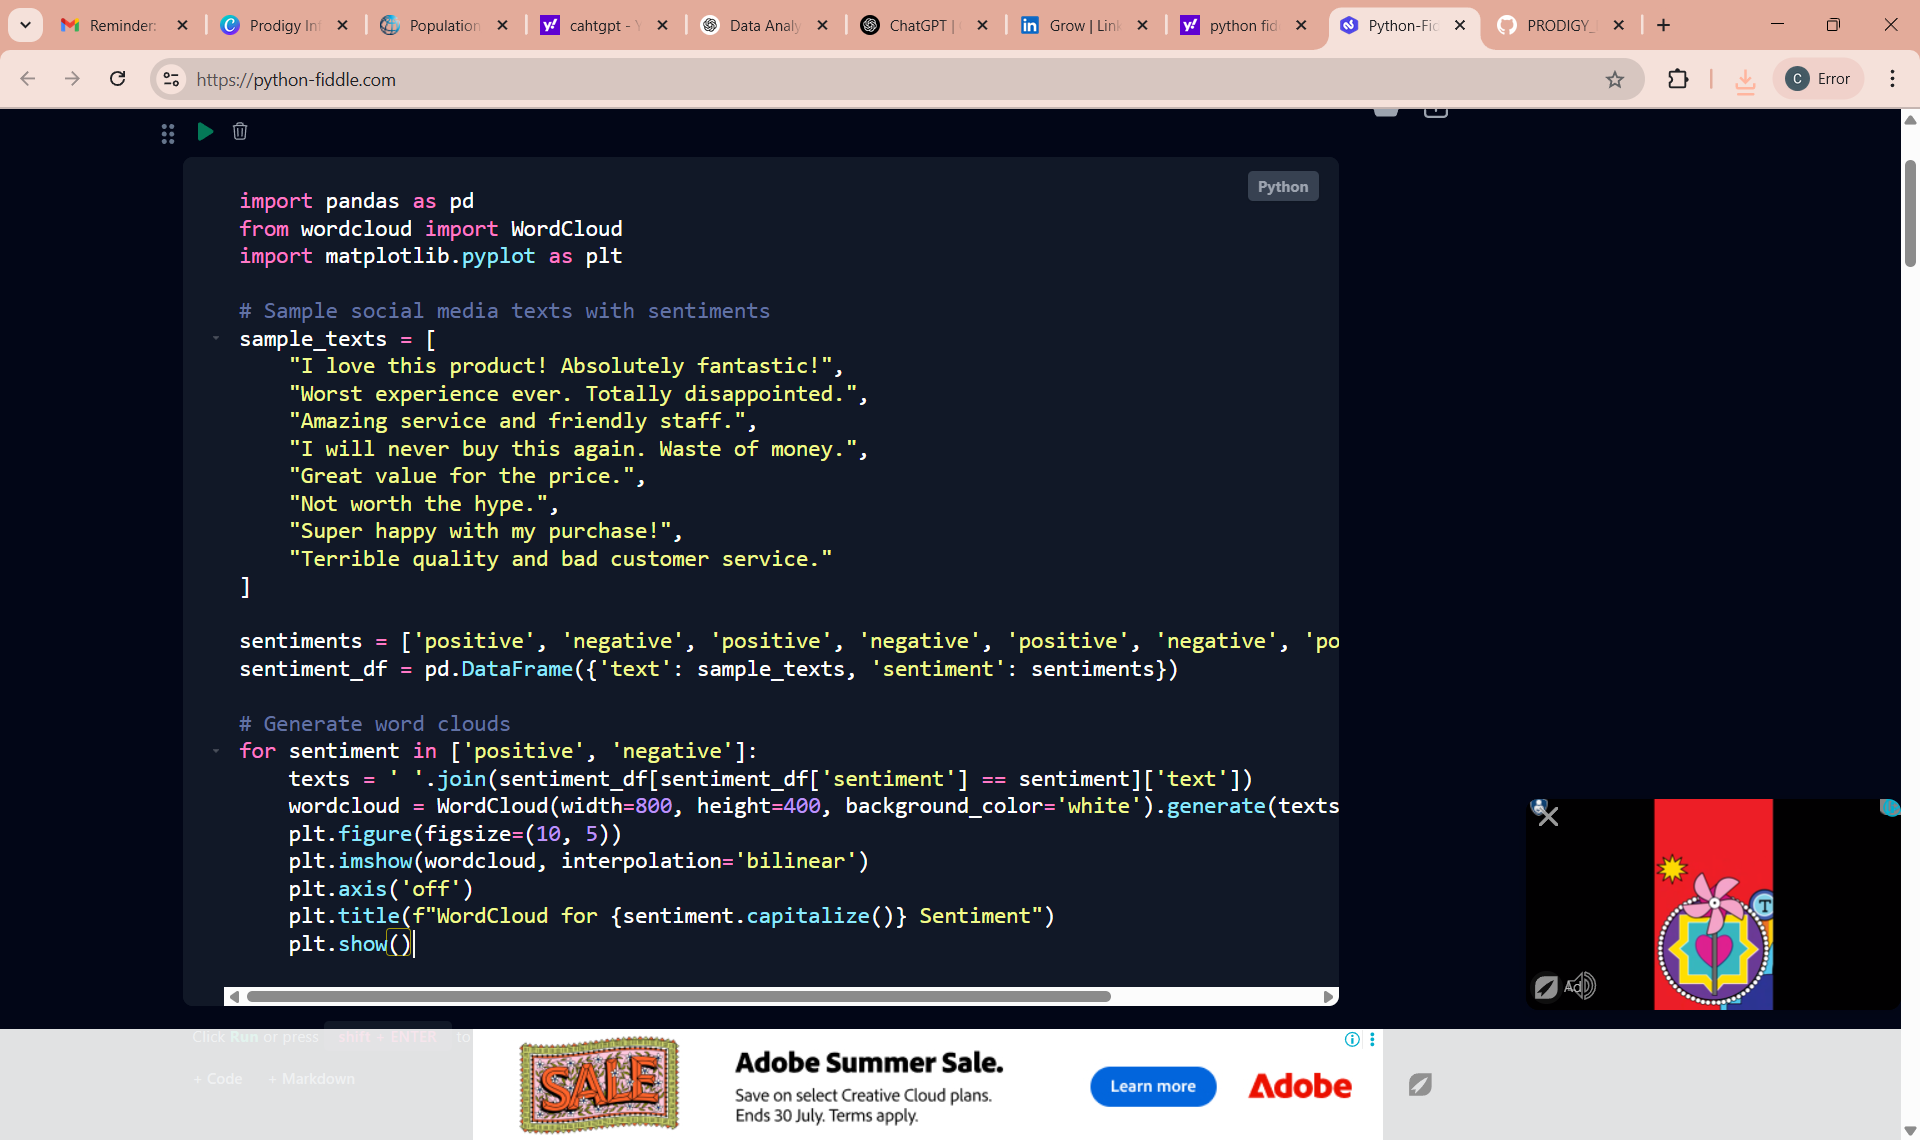 Reminder:
Prodigy Inf
Population
cahtgpt - Y
Data Analy
ChatGPT |
Grow | Link
python fid
Python-Fid
PRODIGY_
https://python-fiddle.com
C
Error
Python
import pandas as pd
from wordcloud import WordCloud
import matplotlib.pyplot as plt
# Sample social media texts with sentiments
sample_texts = [
"I love this product! Absolutely fantastic!",
"Worst experience ever. Totally disappointed.",
"Amazing service and friendly staff.",
"I will never buy this again. Waste of money.",
"Great value for the price.",
"Not worth the hype.",
"Super happy with my purchase!",
"Terrible quality and bad customer service."
]
sentiments = ['positive', 'negative', 'positive', 'negative', 'positive', 'negative', 'po
sentiment_df = pd.DataFrame({'text': sample_texts, 'sentiment': sentiments})
# Generate word clouds
for sentiment in ['positive', 'negative']:
texts = ' '.join(sentiment_df[sentiment_df['sentiment'] == sentiment]['text'])
wordcloud = WordCloud(width=800, height=400, background_color='white').generate(texts
plt.figure(figsize=(10, 5))
plt.imshow(wordcloud, interpolation='bilinear')
plt.axis('off')
plt.title(f"WordCloud for {sentiment.capitalize()} Sentiment")
plt.show()
T
Ad
Click Run or press shift + ENTER to
+ Code + Markdown
SALE
Adobe Summer Sale.
Save on select Creative Cloud plans.
Ends 30 July. Terms apply.
Learn more
Adobe